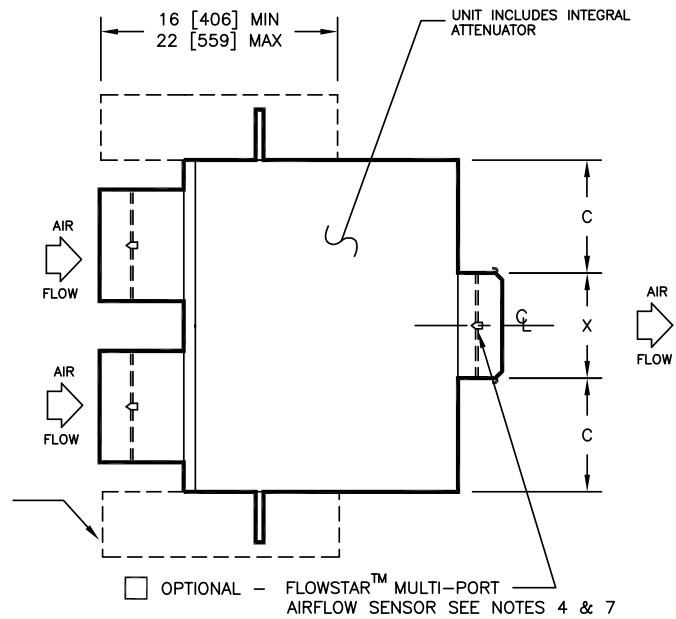 16 [406] MIN
22 [559] MAX
UNIT INCLUDES INTEGRAL
ATTENUATOR
C
AIR
FLOW
X
℄
AIR
FLOW
AIR
FLOW
C
OPTIONAL – FLOWSTAR™ MULTI-PORT
AIRFLOW SENSOR SEE NOTES 4 & 7